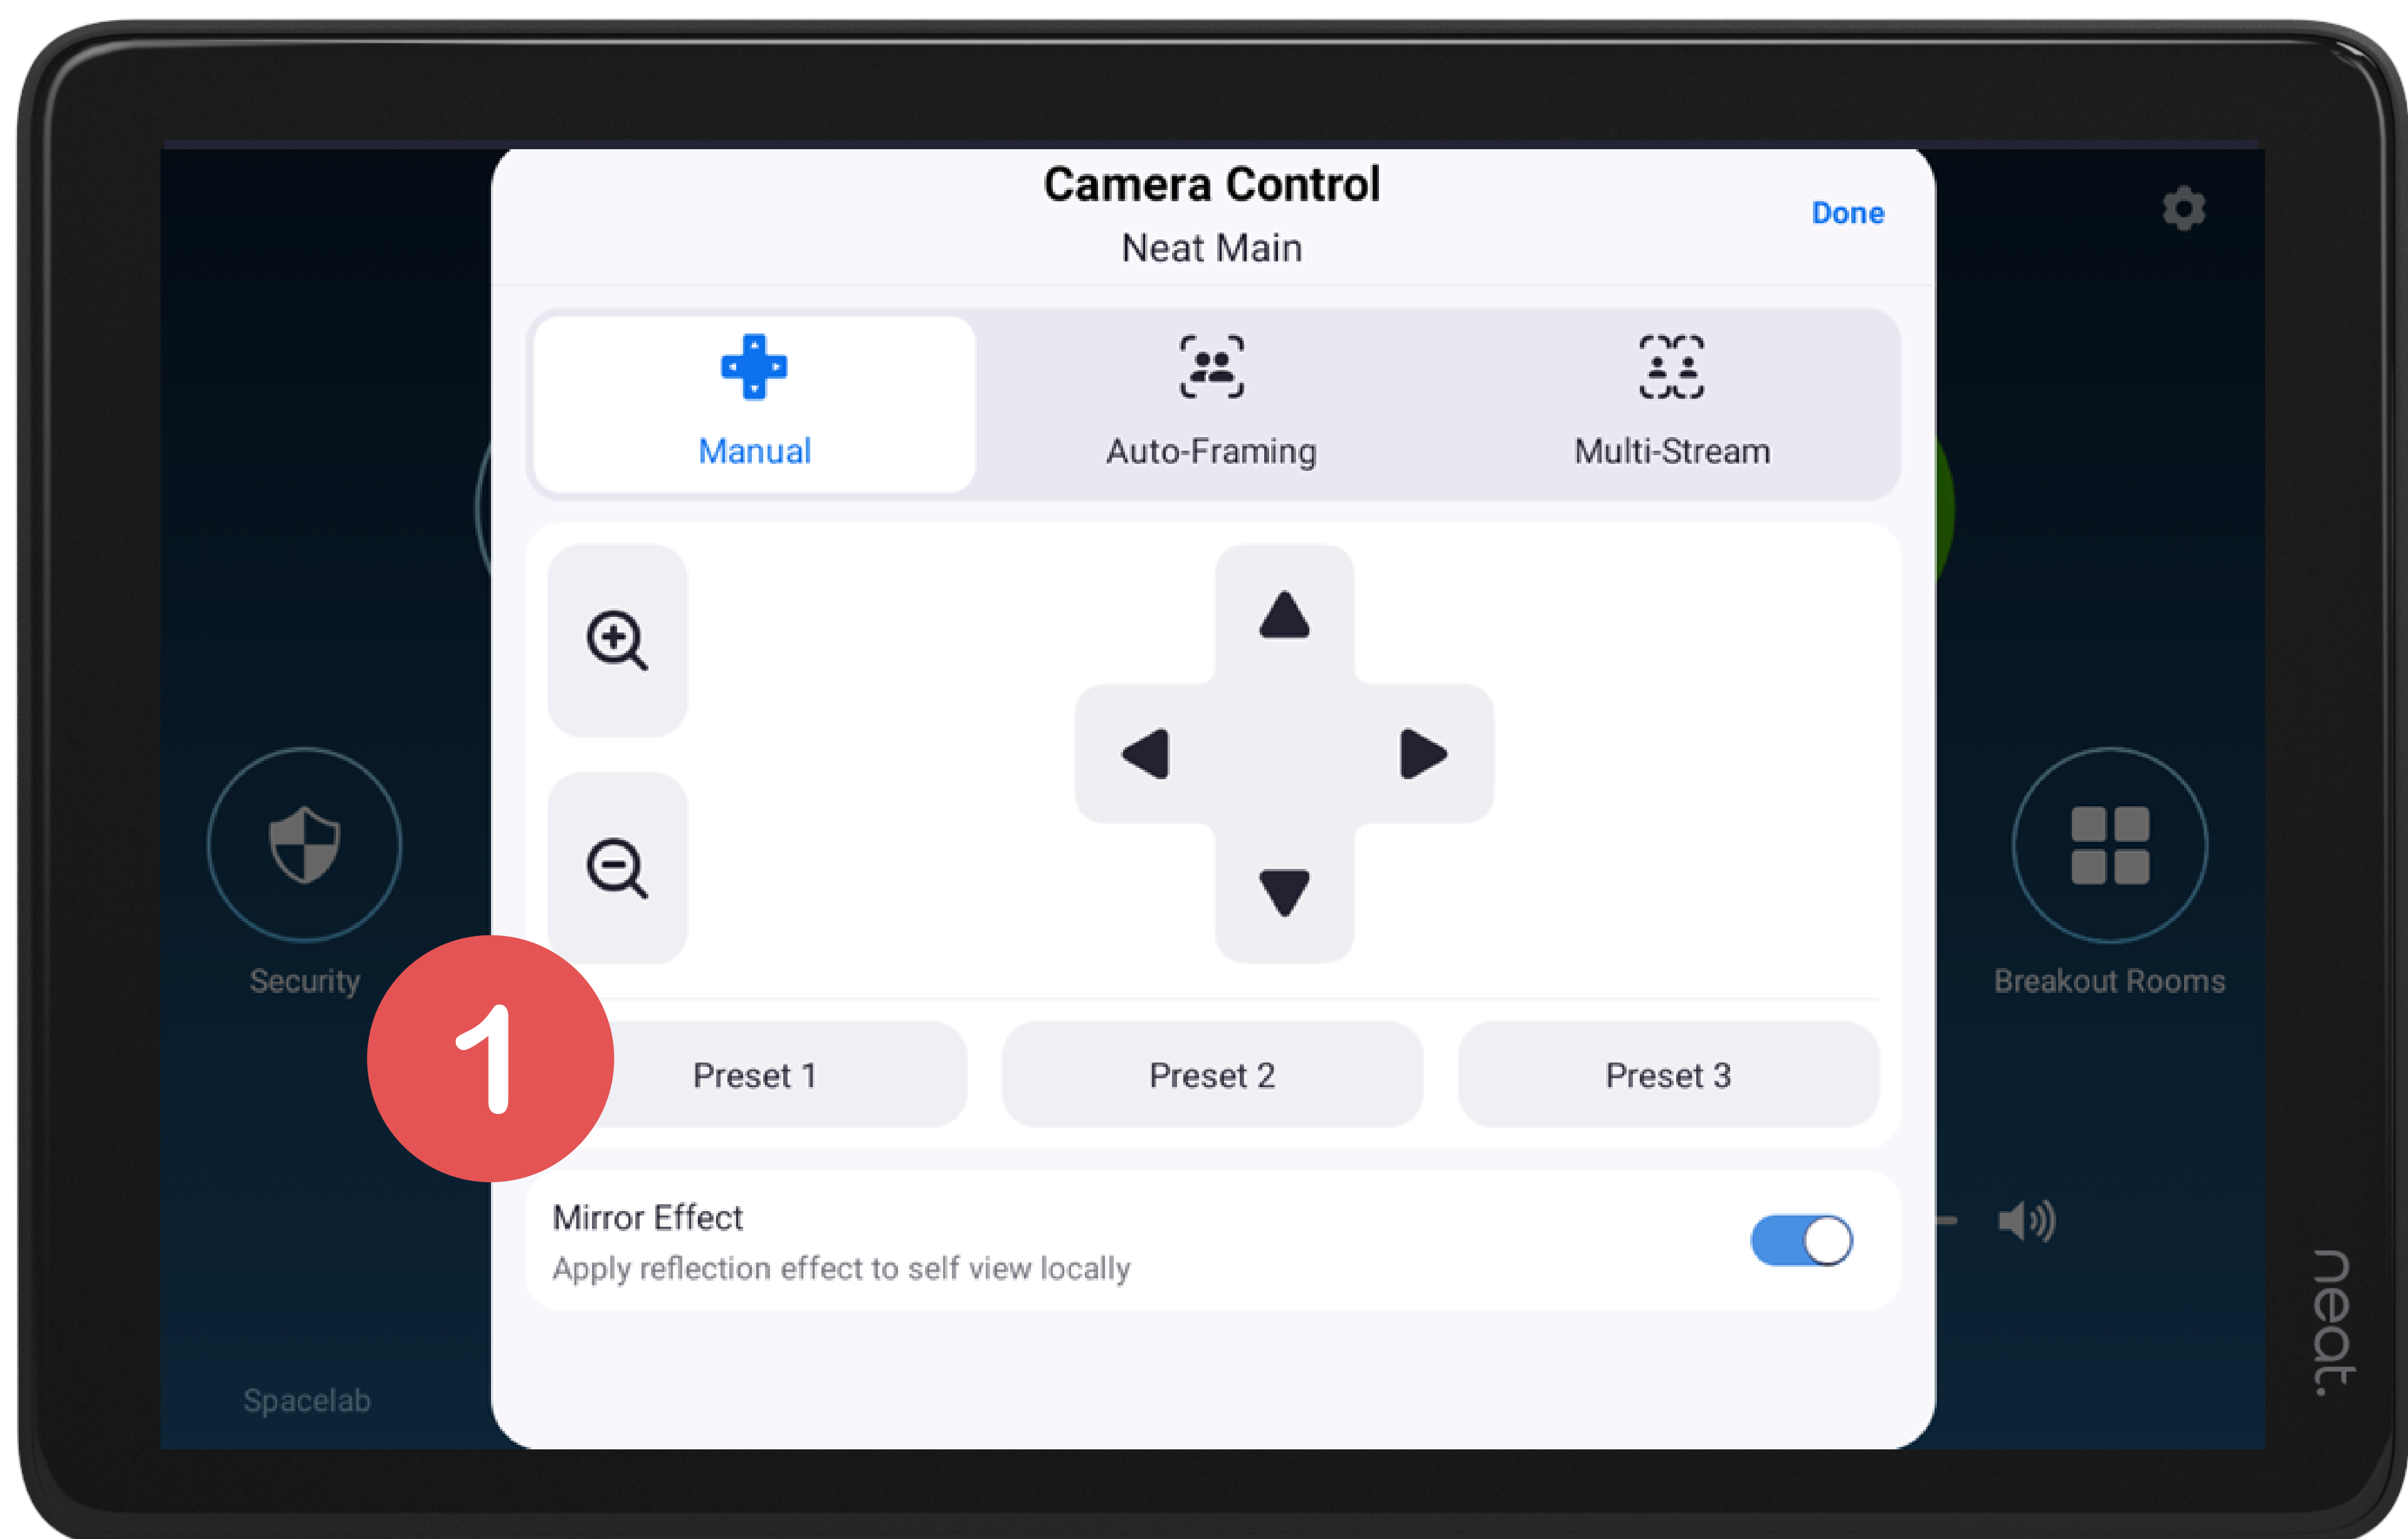 Camera Control
Done
Neat Main
Manual
Auto-Framing
Multi-Stream
Security
Breakout Rooms
1
Preset 1
Preset 2
Preset 3
Mirror Effect
Apply reflection effect to self view locally
neat.
Spacelab